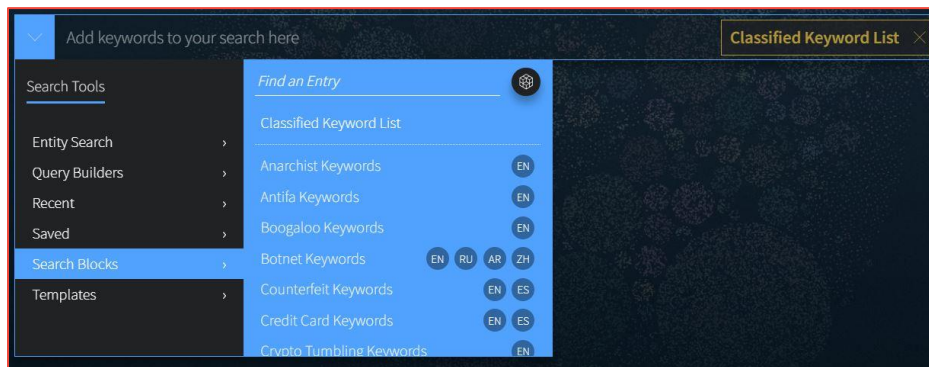 Add keywords to your search here
Classified Keyword List
Search Tools
Entity Search
Query Builders
Recent
Saved
Search Blocks
Templates
Find an Entry
Classified Keyword List
Anarchist Keywords EN
Antifa Keywords EN
Boogaloo Keywords EN
Botnet Keywords EN RU AR ZH
Counterfeit Keywords EN ES
Credit Card Keywords EN ES
Crypto Tumbling Keywords EN